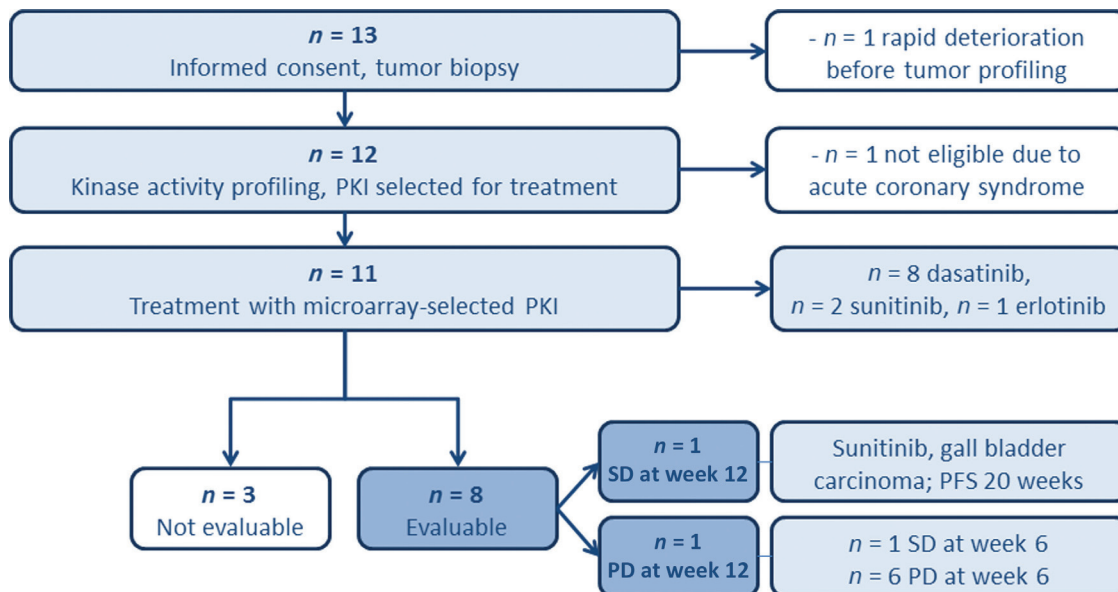 n = 13
Informed consent, tumor biopsy
- n = 1 rapid deterioration
before tumor profiling
n = 12
Kinase activity profiling, PKI selected for treatment
- n = 1 not eligible due to
acute coronary syndrome
n = 11
Treatment with microarray-selected PKI
n = 8 dasatinib,
n = 2 sunitinib, n = 1 erlotinib
n = 3
Not evaluable
n = 8
Evaluable
n = 1
SD at week 12
Sunitinib, gall bladder
carcinoma; PFS 20 weeks
n = 1
PD at week 12
n = 1 SD at week 6
n = 6 PD at week 6